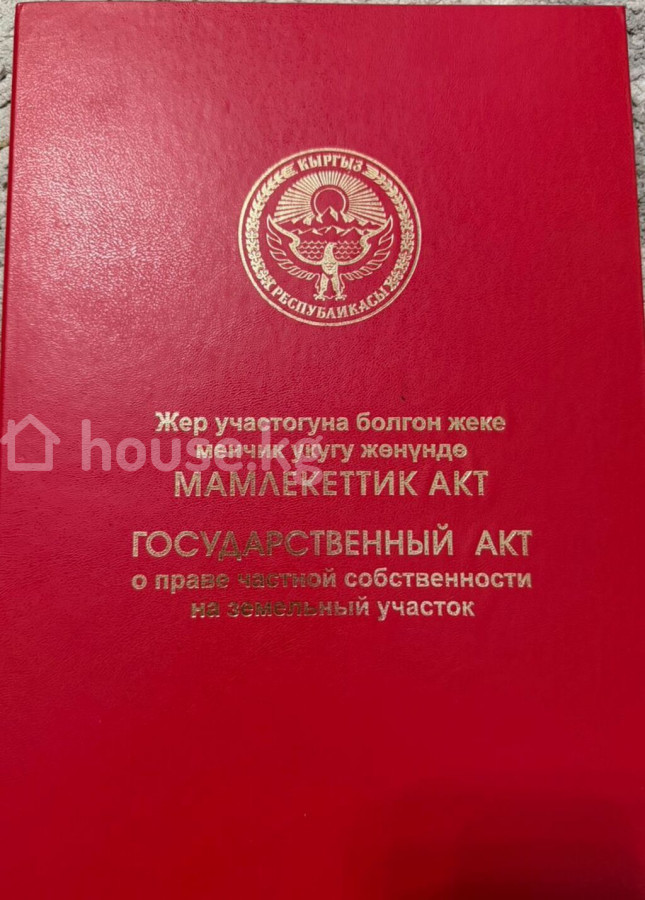 КЫРГЫЗ
РЕСПУБЛИКАСЫ
Жер участогуна болгон жеке
менчик укугу жөнүндө
house.kg
МАМЛЕКЕТТИК АКТ
ГОСУДАРСТВЕННЫЙ АКТ
о праве частной собственности
на земельный участок